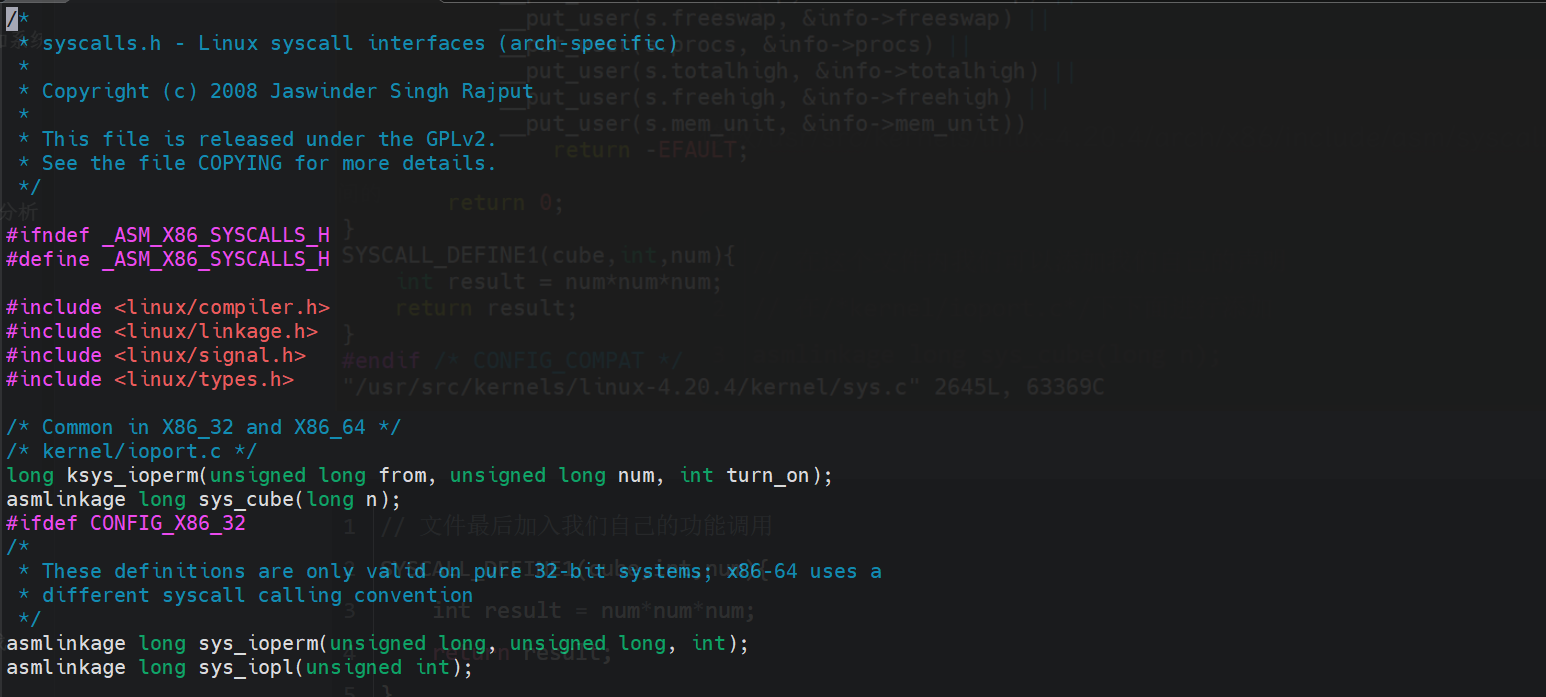 /*
 * syscalls.h - Linux syscall interfaces (arch-specific)
 *
 * Copyright (c) 2008 Jaswinder Singh Rajput
 *
 * This file is released under the GPLv2.
 * See the file COPYING for more details.
 */
#ifndef _ASM_X86_SYSCALLS_H
#define _ASM_X86_SYSCALLS_H
#include <linux/compiler.h>
#include <linux/linkage.h>
#include <linux/signal.h>
#include <linux/types.h>
/* Common in X86_32 and X86_64 */
/* kernel/ioport.c */
long ksys_ioperm(unsigned long from, unsigned long num, int turn_on);
asmlinkage long sys_cube(long n);
#ifdef CONFIG_X86_32
/*
 * These definitions are only valid on pure 32-bit systems; x86-64 uses a
 * different syscall calling convention
 */
asmlinkage long sys_ioperm(unsigned long, unsigned long, int);
asmlinkage long sys_iopl(unsigned int);
__put_user(s.freeswap, &info->freeswap) ||
__put_user(s.procs, &info->procs) ||
__put_user(s.totalhigh, &info->totalhigh) ||
__put_user(s.freehigh, &info->freehigh) ||
__put_user(s.mem_unit, &info->mem_unit))
return -EFAULT;
return 0;
}
SYSCALL_DEFINE1(cube,int,num){
int result = num*num*num;
return result;
}
#endif /* CONFIG_COMPAT */
"/usr/src/kernels/linux-4.20.4/kernel/sys.c" 2645L, 63369C
分析
1 // 文件最后加入我们自己的功能调用
2 SYSCALL_DEFINE1(cube,int,num){
3 int result = num*num*num;
4 return result;
5 }